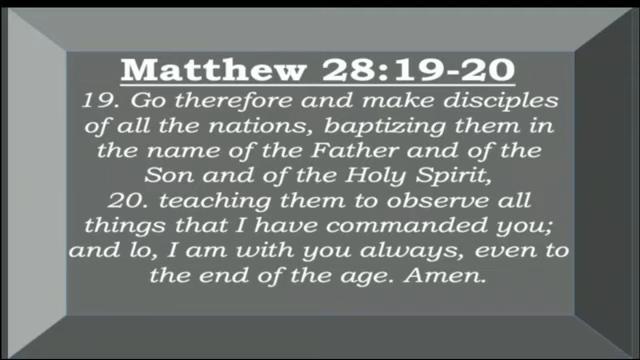 Matthew 28:19-20
19. Go therefore and make disciples
of all the nations, baptizing them in
the name of the Father and of the
Son and of the Holy Spirit,
20. teaching them to observe all
things that I have commanded you;
and lo, I am with you always, even to
the end of the age. Amen.